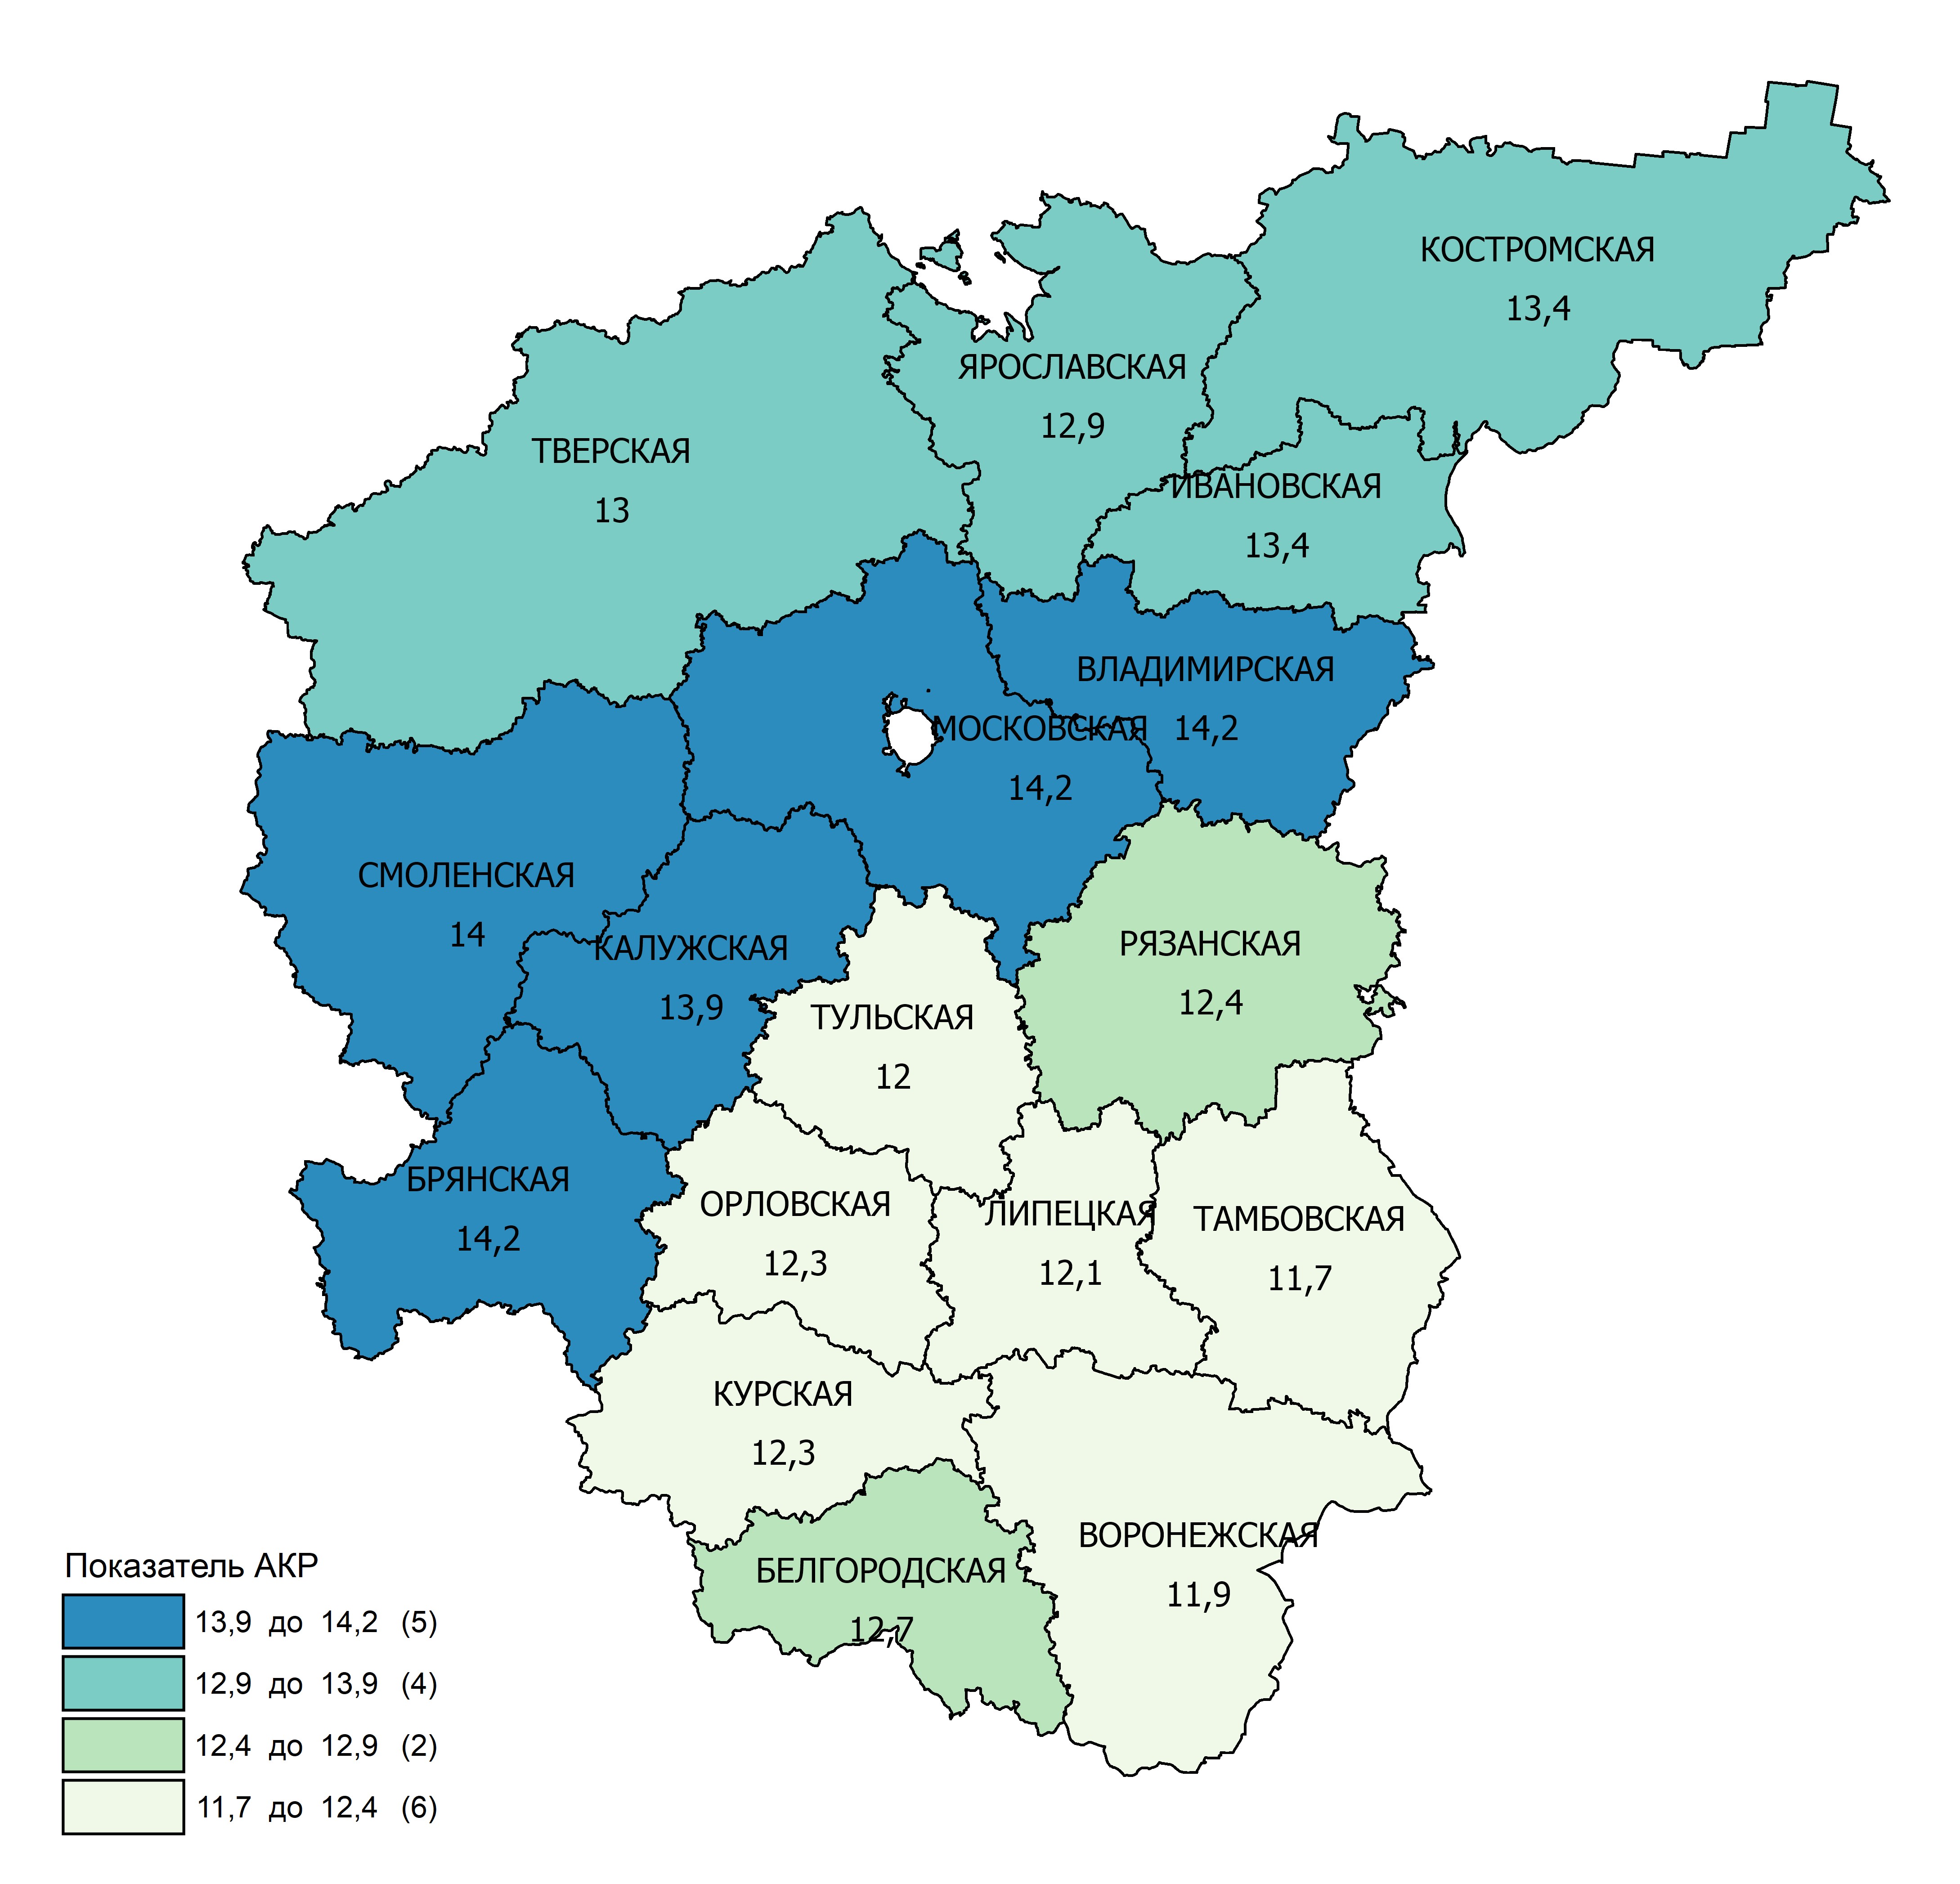 КОСТРОМСКАЯ
13,4
ЯРОСЛАВСКАЯ
12,9
ТВЕРСКАЯ
13
ИВАНОВСКАЯ
13,4
ВЛАДИМИРСКАЯ
14,2
МОСКОВСКАЯ
14,2
СМОЛЕНСКАЯ
14
КАЛУЖСКАЯ
13,9
РЯЗАНСКАЯ
12,4
ТУЛЬСКАЯ
12
БРЯНСКАЯ
14,2
ОРЛОВСКАЯ
12,3
ЛИПЕЦКАЯ
12,1
ТАМБОВСКАЯ
11,7
КУРСКАЯ
12,3
ВОРОНЕЖСКАЯ
11,9
БЕЛГОРОДСКАЯ
12,7
Показатель АКР
13,9 до 14,2 (5)
12,9 до 13,9 (4)
12,4 до 12,9 (2)
11,7 до 12,4 (6)